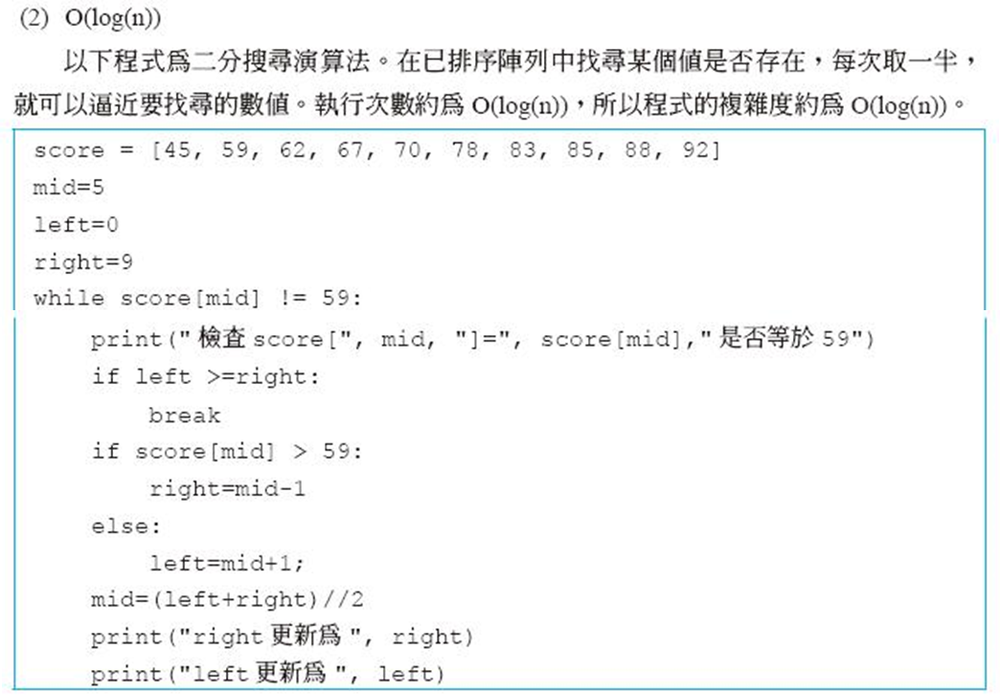 (2) O(log(n))
以下程式為二分搜尋演算法。在已排序陣列中找尋某個值是否存在，每次取一半，
就可以逼近要找尋的數值。執行次數約為 O(log(n))，所以程式的複雜度約為 O(log(n))。
score = [45, 59, 62, 67, 70, 78, 83, 85, 88, 92]
mid=5
left=0
right=9
while score[mid] != 59:
    print("檢查 score[", mid, "]=", score[mid],"是否等於 59")
    if left >=right:
        break
    if score[mid] > 59:
        right=mid-1
    else:
        left=mid+1;
    mid=(left+right)//2
    print("right 更新為 ", right)
    print("left 更新為 ", left)